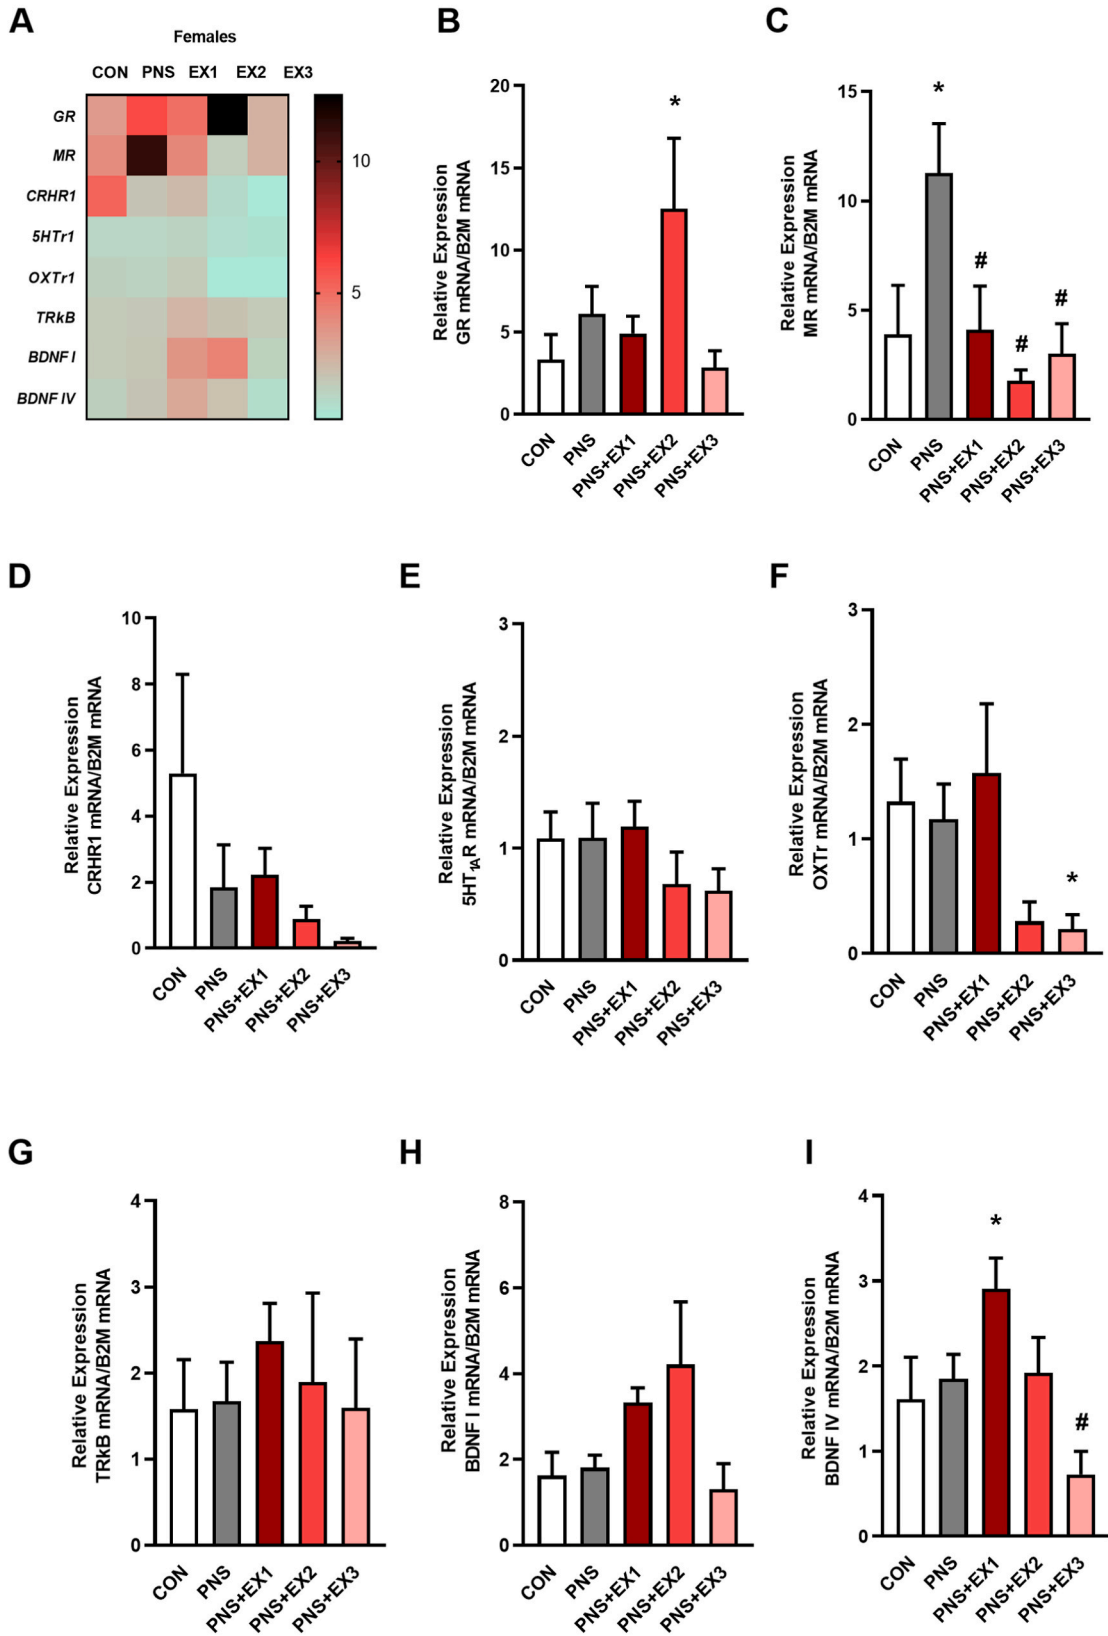 A
Females
CON PNS EX1 EX2 EX3
GR
MR
CRHR1
5HTr1
OXTr1
TRkB
BDNF I
BDNF IV
10
5
B
Relative Expression
GR mRNA/B2M mRNA
20
15
10
5
0
*
CON
PNS
PNS+EX1
PNS+EX2
PNS+EX3
C
Relative Expression
MR mRNA/B2M mRNA
15
10
5
0
*
#
#
#
CON
PNS
PNS+EX1
PNS+EX2
PNS+EX3
D
Relative Expression
CRHR1 mRNA/B2M mRNA
10
8
6
4
2
0
CON
PNS
PNS+EX1
PNS+EX2
PNS+EX3
E
Relative Expression
5HT1AR mRNA/B2M mRNA
3
2
1
0
CON
PNS
PNS+EX1
PNS+EX2
PNS+EX3
F
Relative Expression
OXTr mRNA/B2M mRNA
3
2
1
0
*
CON
PNS
PNS+EX1
PNS+EX2
PNS+EX3
G
Relative Expression
TRkB mRNA/B2M mRNA
4
3
2
1
0
CON
PNS
PNS+EX1
PNS+EX2
PNS+EX3
H
Relative Expression
BDNF I mRNA/B2M mRNA
8
6
4
2
0
CON
PNS
PNS+EX1
PNS+EX2
PNS+EX3
I
Relative Expression
BDNF IV mRNA/B2M mRNA
4
3
2
1
0
*
#
CON
PNS
PNS+EX1
PNS+EX2
PNS+EX3